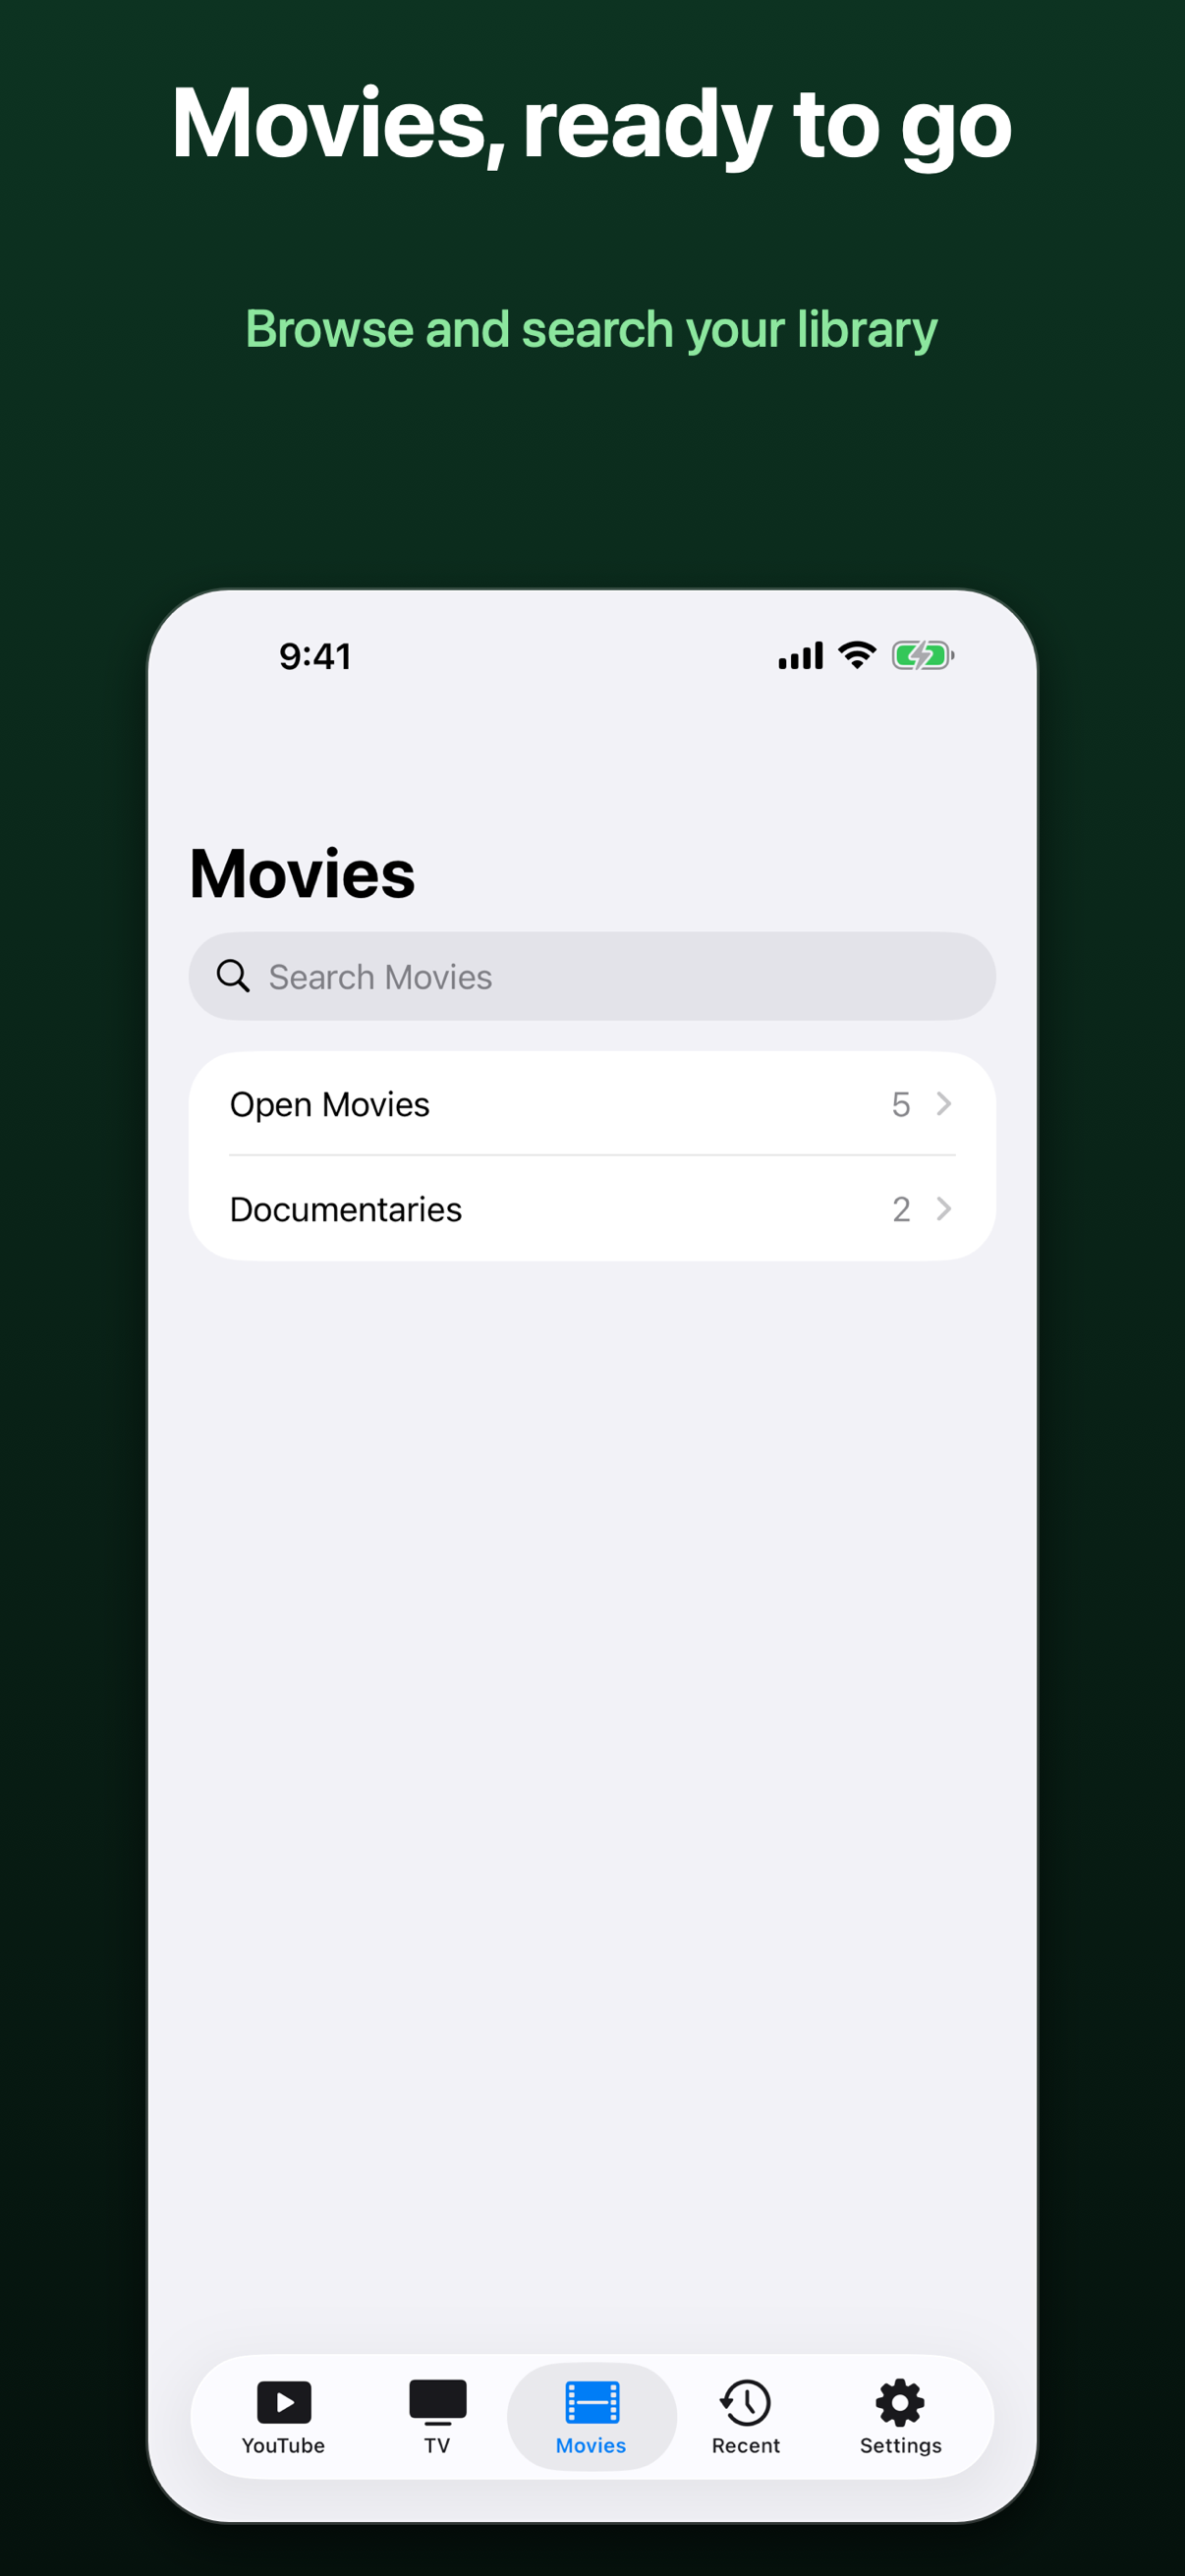 Movies, ready to go
Browse and search your library
9:41
Movies
Search Movies
Open Movies 5
Documentaries 2
YouTube TV Movies Recent Settings